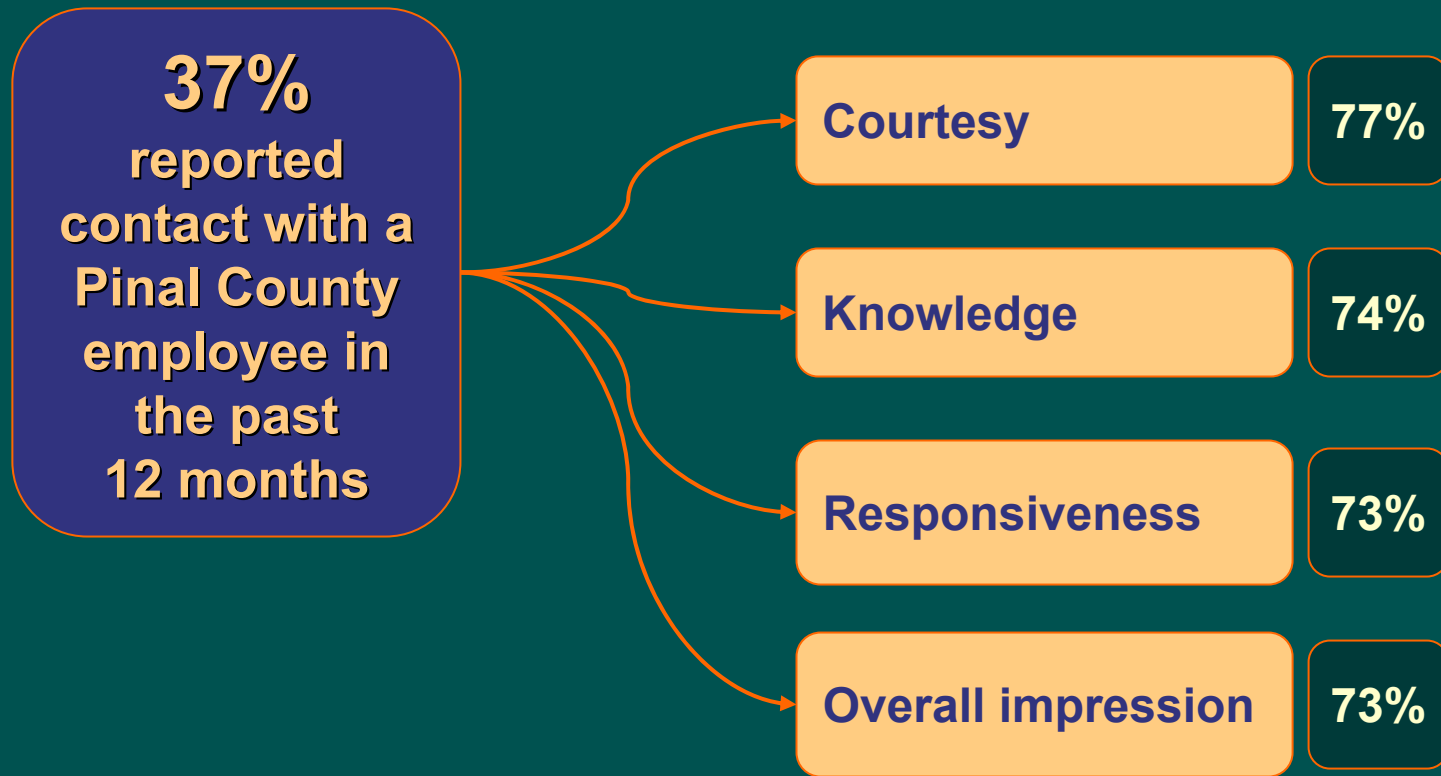 37%
reported
contact with a
Pinal County
employee in
the past
12 months
Courtesy
77%
Knowledge
74%
Responsiveness
73%
Overall impression
73%